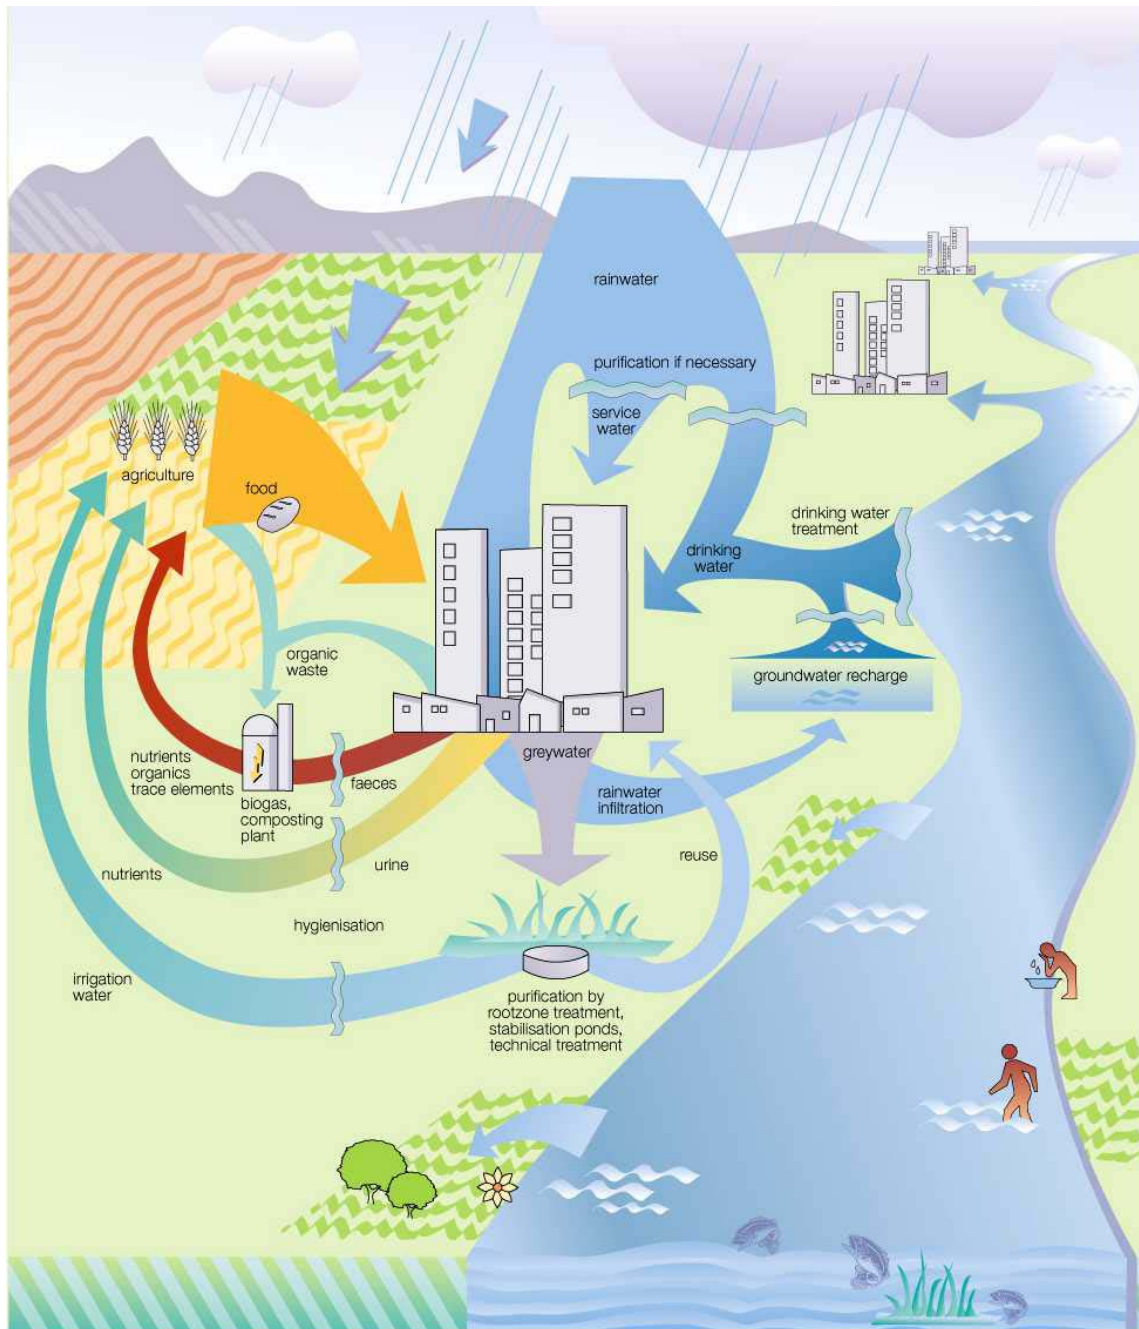 rainwater
purification if necessary
service
water
agriculture
food
drinking water
treatment
drinking
water
organic
waste
groundwater recharge
greywater
nutrients
organics
trace elements
faeces
rainwater
infiltration
biogas,
composting
plant
reuse
nutrients
urine
hygienisation
irrigation
water
purification by
rootzone treatment,
stabilisation ponds,
technical treatment